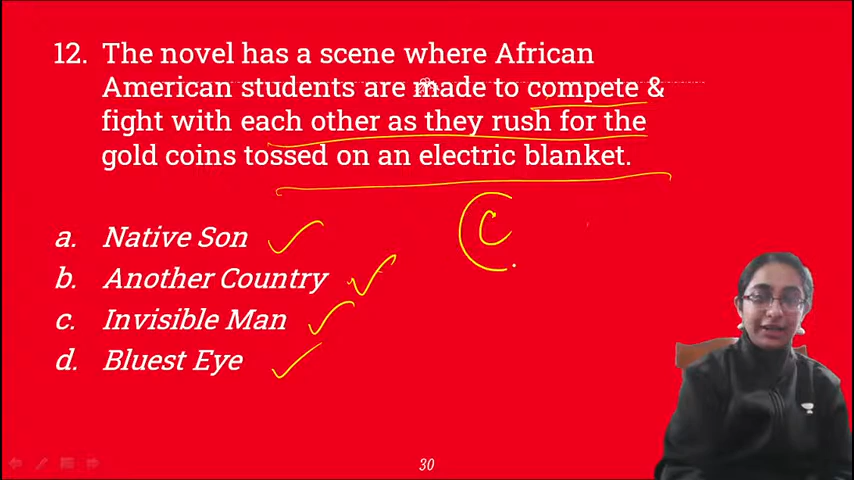 12. The novel has a scene where African
American students are made to compete &
fight with each other as they rush for the
gold coins tossed on an electric blanket.
C
a. Native Son
b. Another Country
c. Invisible Man
d. Bluest Eye
30